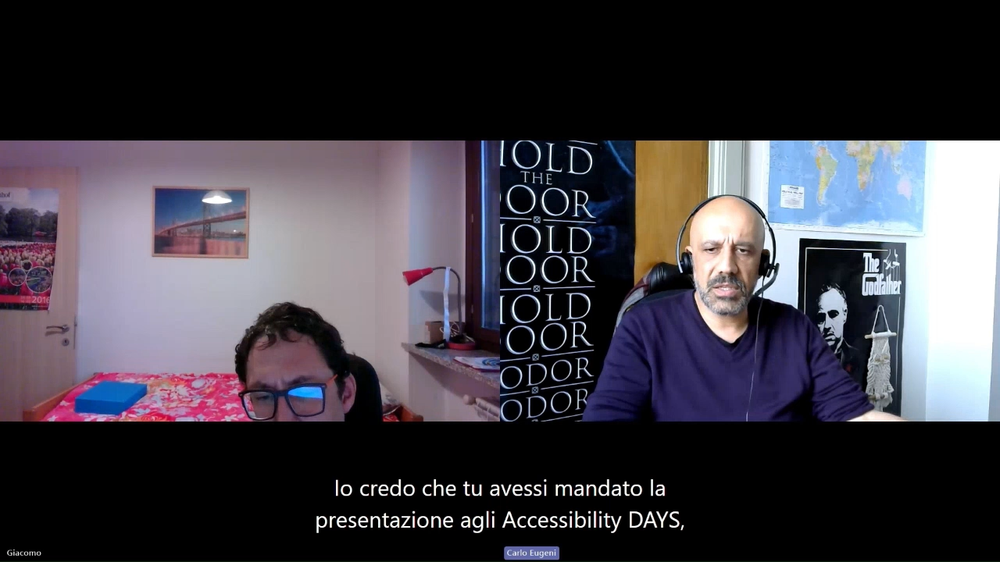 2016
HOLD
THE
DOOR
HOLD
DOOR
HOLD
DOOR
HODOR
HODOR
The
Godfather
Io credo che tu avessi mandato la
presentazione agli Accessibility DAYS,
Giacomo
Carlo Eugeni